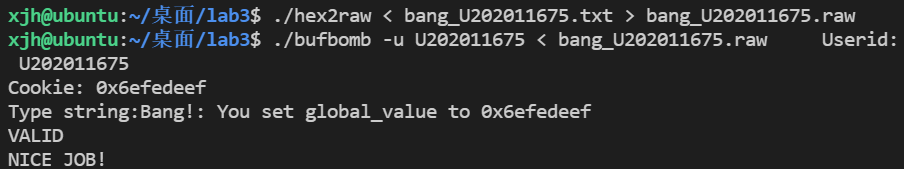 xjh@ubuntu:~/桌面/lab3$ ./hex2raw < bang_U202011675.txt > bang_U202011675.raw
xjh@ubuntu:~/桌面/lab3$ ./bufbomb -u U202011675 < bang_U202011675.raw     Userid:
 U202011675
Cookie: 0x6efedeef
Type string:Bang!: You set global_value to 0x6efedeef
VALID
NICE JOB!